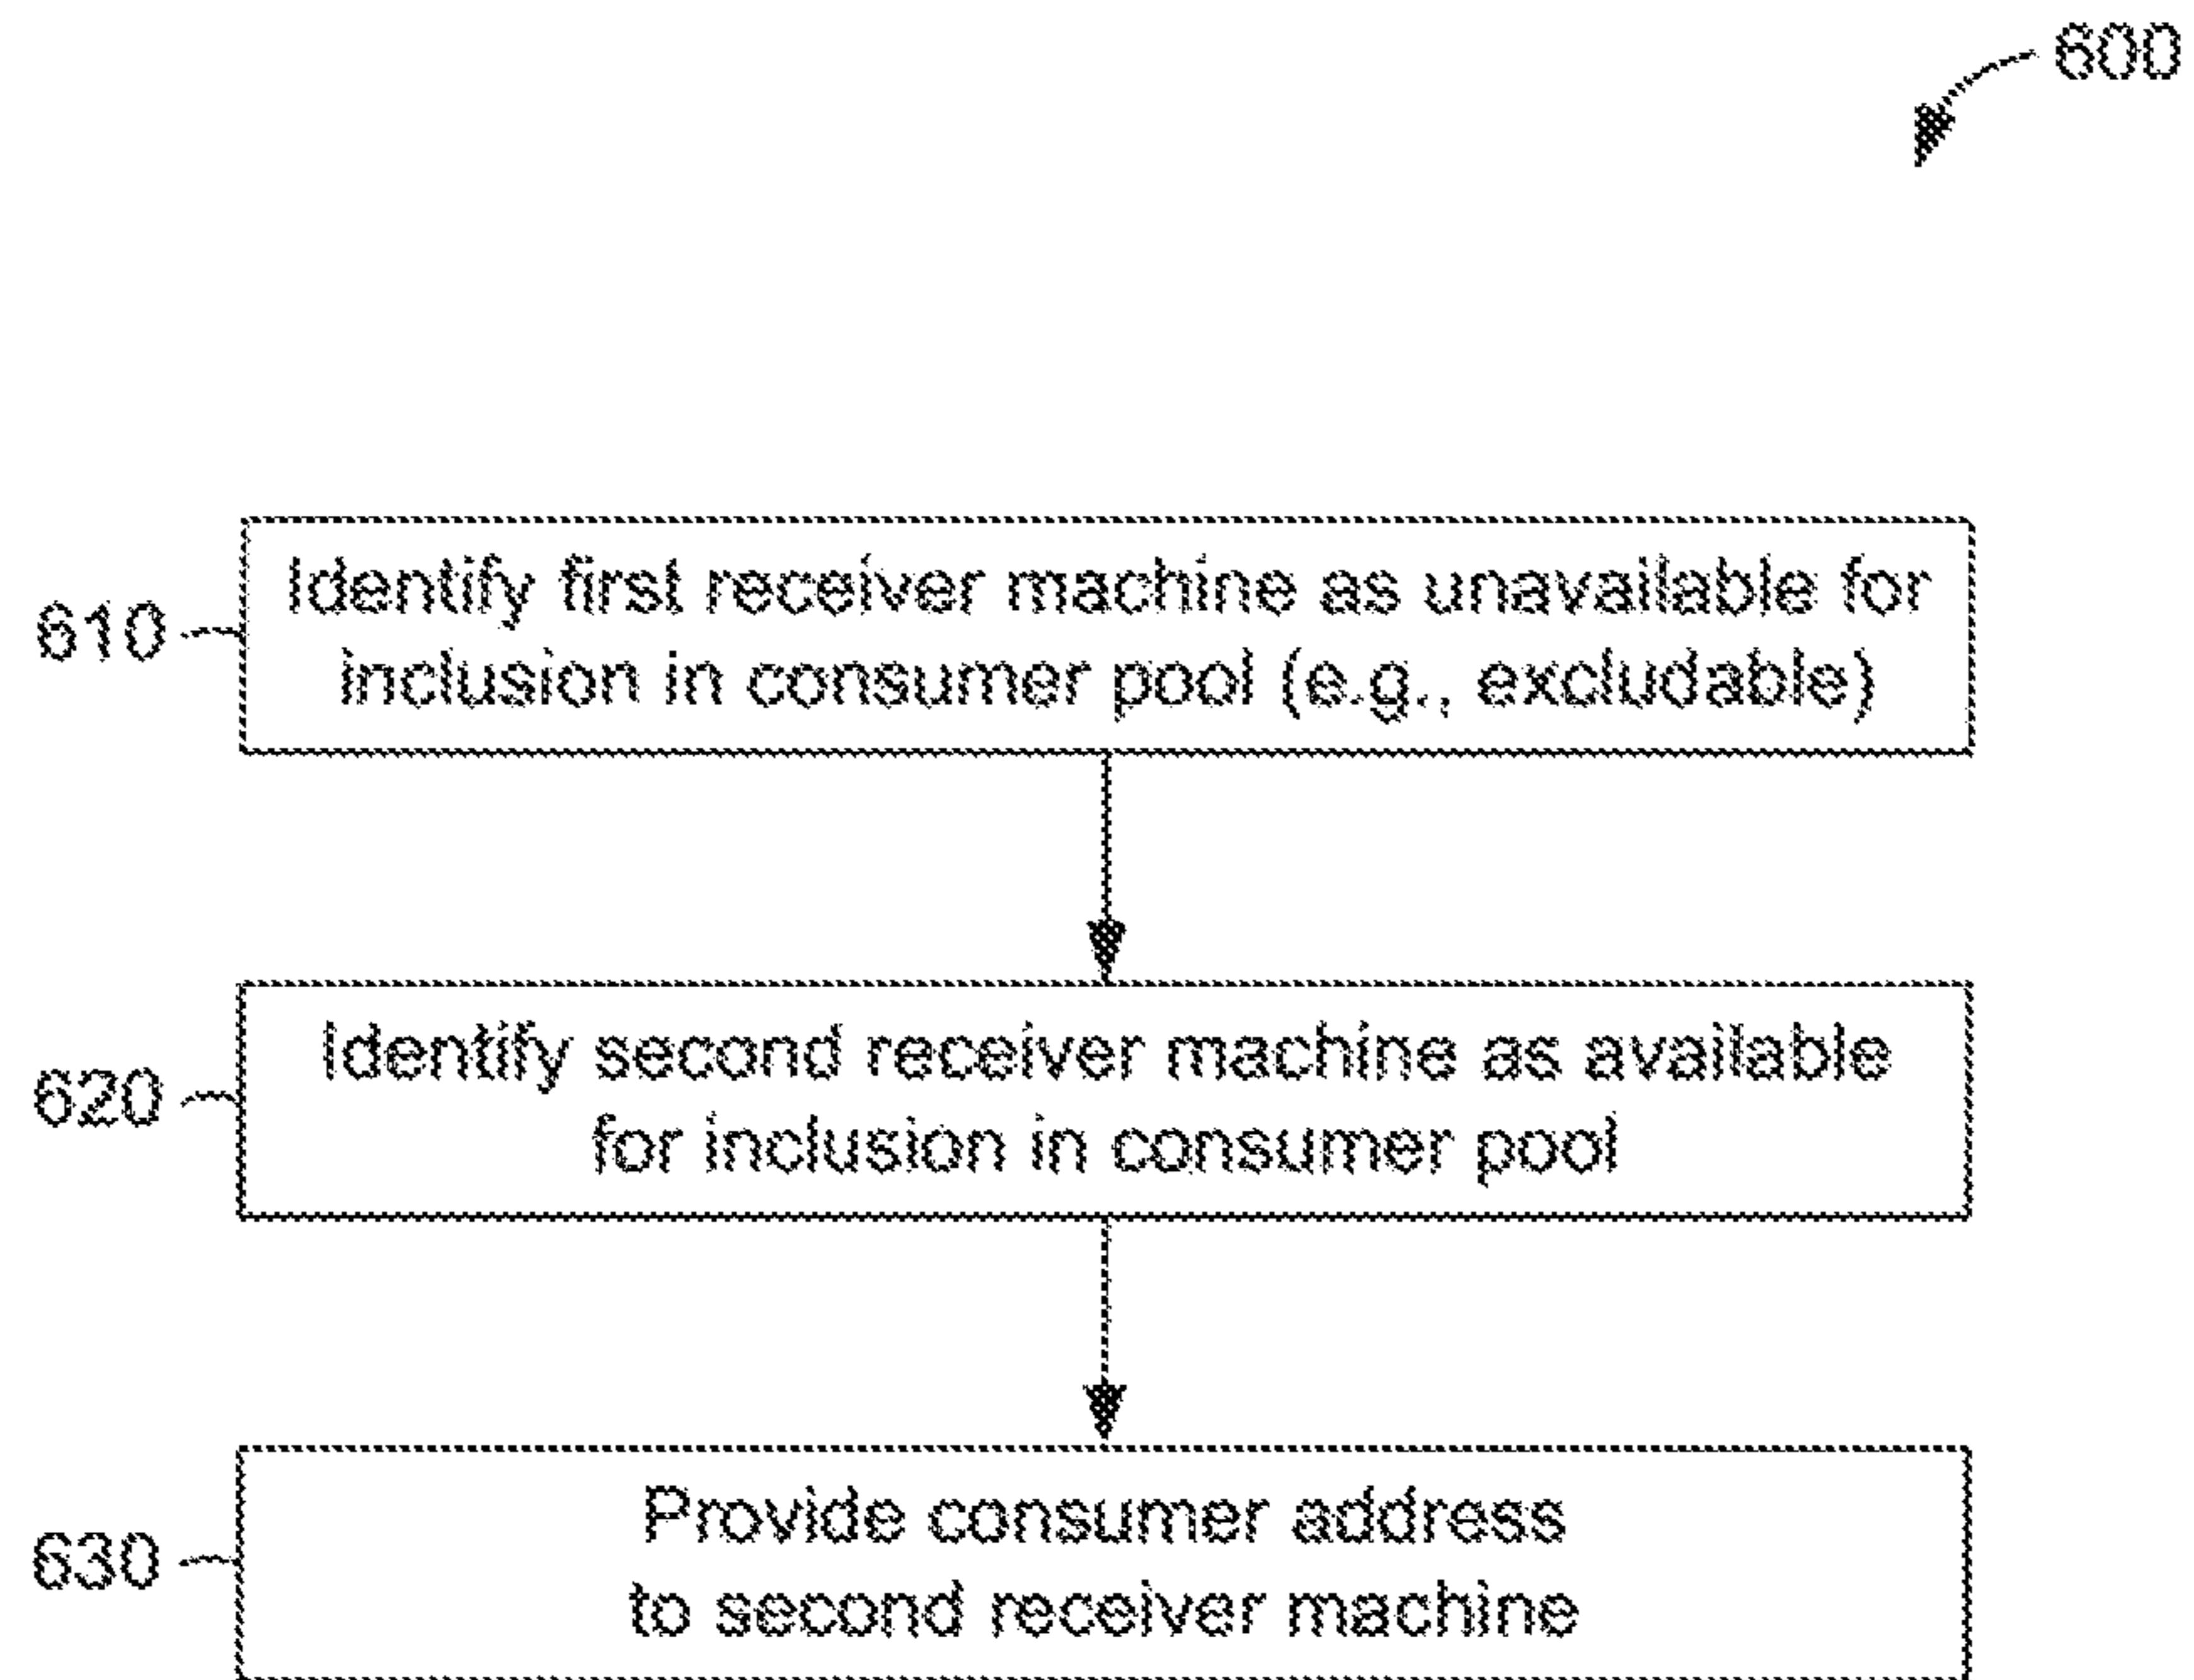 600
610
Identify first receiver machine as unavailable for
inclusion in consumer pool (e.g., excludable)
620
Identify second receiver machine as available
for inclusion in consumer pool
630
Provide consumer address
to second receiver machine